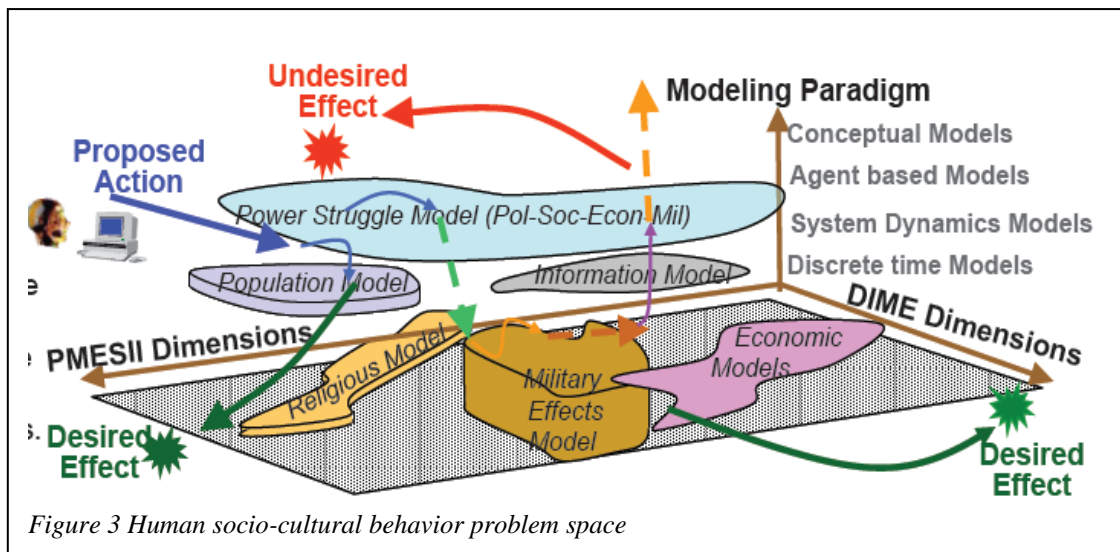 Undesired
Effect
Modeling Paradigm
Conceptual Models
Proposed
Action
Agent based Models
Power Struggle Model (Pol-Soc-Econ-Mil)
System Dynamics Models
Population Model
Information Model
Discrete time Models
e
DIME Dimensions
PMESII Dimensions
Economic
Models
e
Religious Model
Military
Effects
Model
s.
Desired
Effect
Desired
Effect
Figure 3 Human socio-cultural behavior problem space